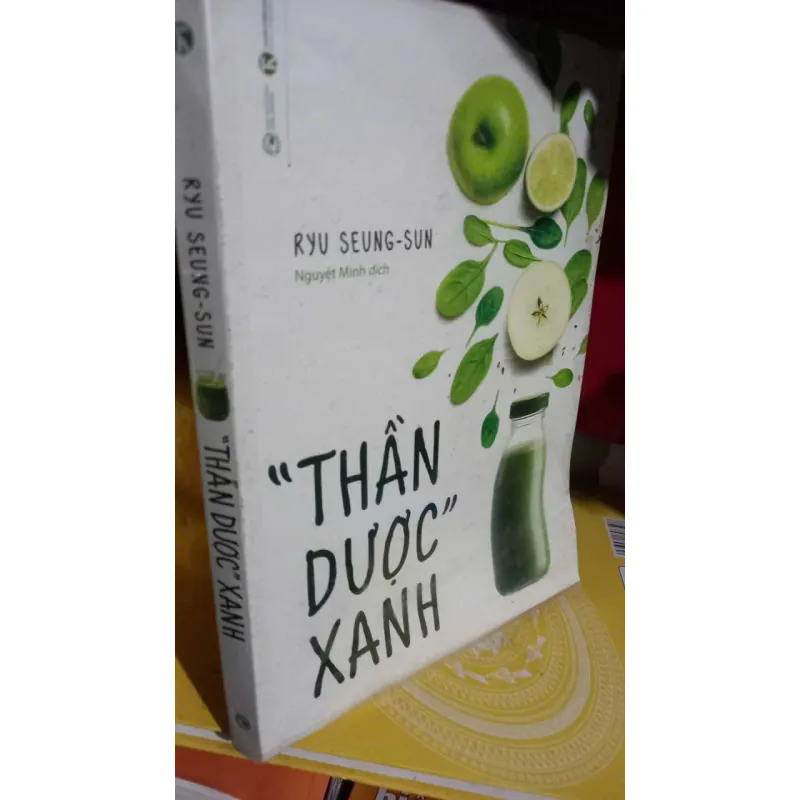 RYU SEUNG-SUN
Nguyệt Minh dịch
"THẦN
DƯỢC"
XANH
RYU SEUNG-SUN
"THẦN DƯỢC" XANH